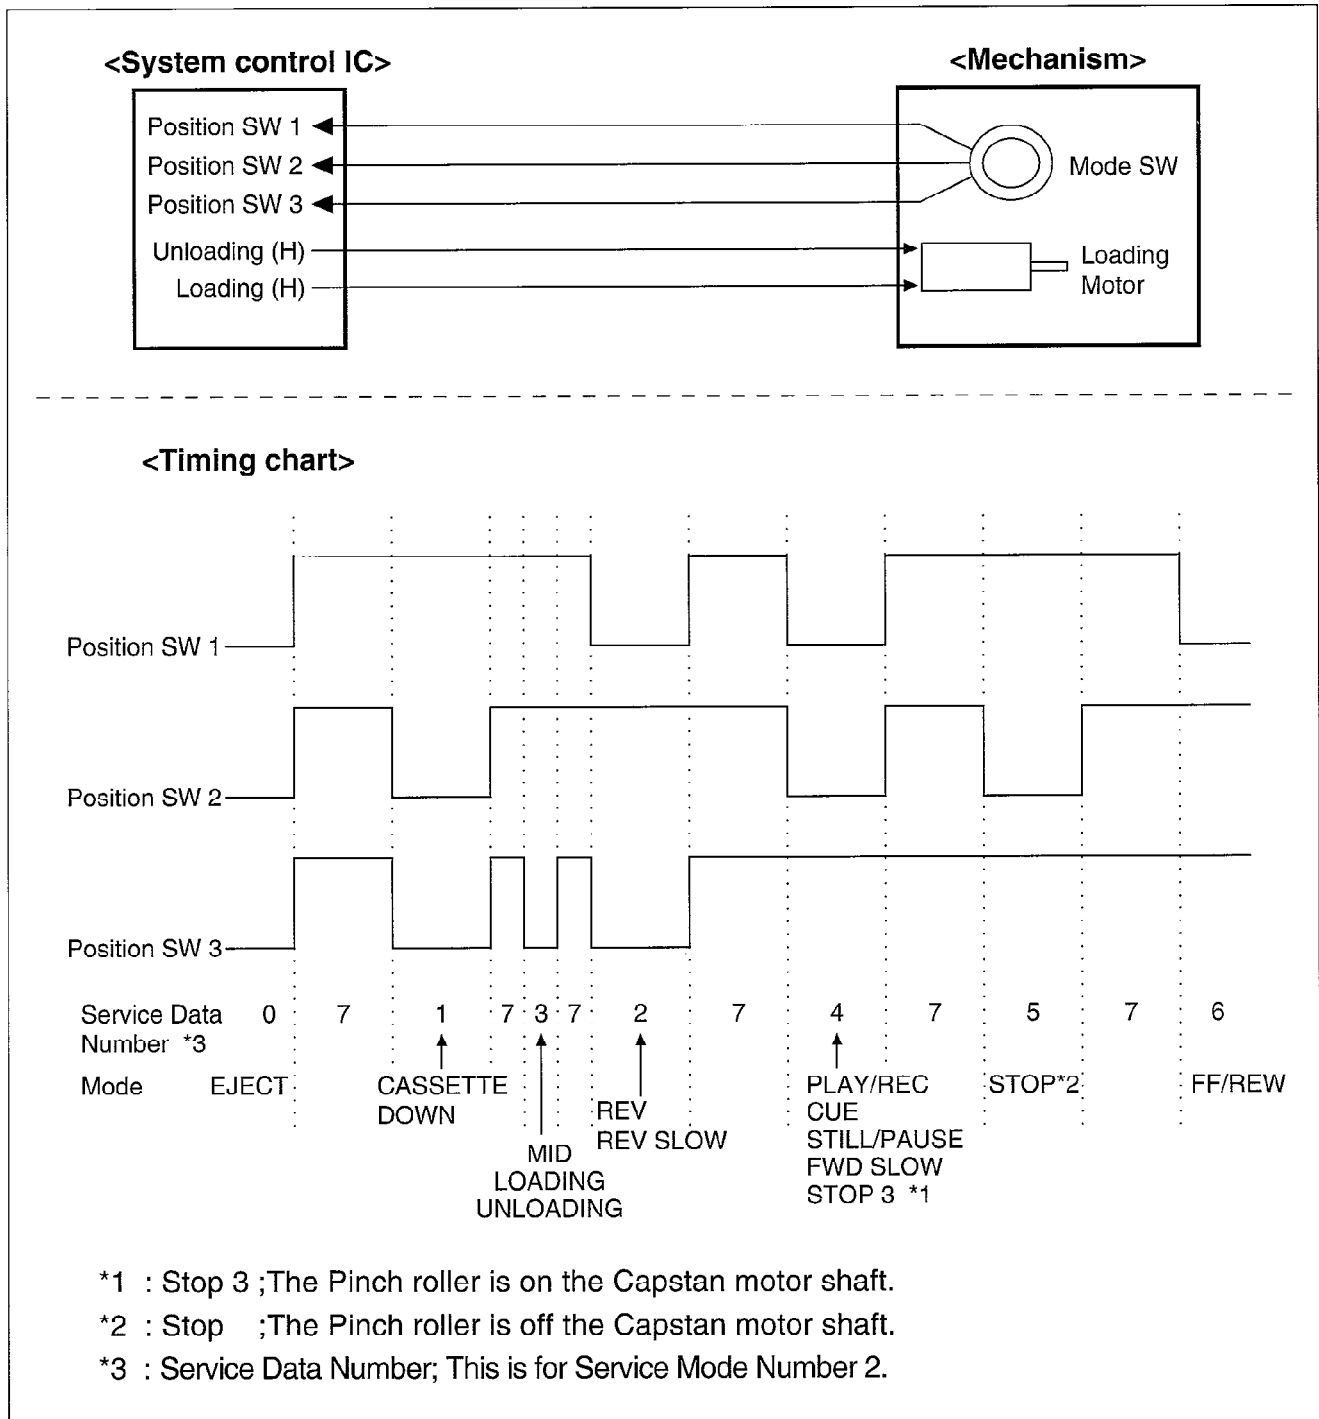 <System control IC>
<Mechanism>
Position SW 1
Position SW 2
Position SW 3
Unloading (H)
Loading (H)
Mode SW
Loading
Motor
<Timing chart>
Position SW 1
Position SW 2
Position SW 3
Service Data 0 7 1 7 3 7 2 7 4 7 5 7 6
Number *3
Mode EJECT
CASSETTE
DOWN
MID
LOADING
UNLOADING
REV
REV SLOW
PLAY/REC
CUE
STILL/PAUSE
FWD SLOW
STOP 3 *1
STOP*2
FF/REW
*1 : Stop 3 ;The Pinch roller is on the Capstan motor shaft.
*2 : Stop ;The Pinch roller is off the Capstan motor shaft.
*3 : Service Data Number; This is for Service Mode Number 2.